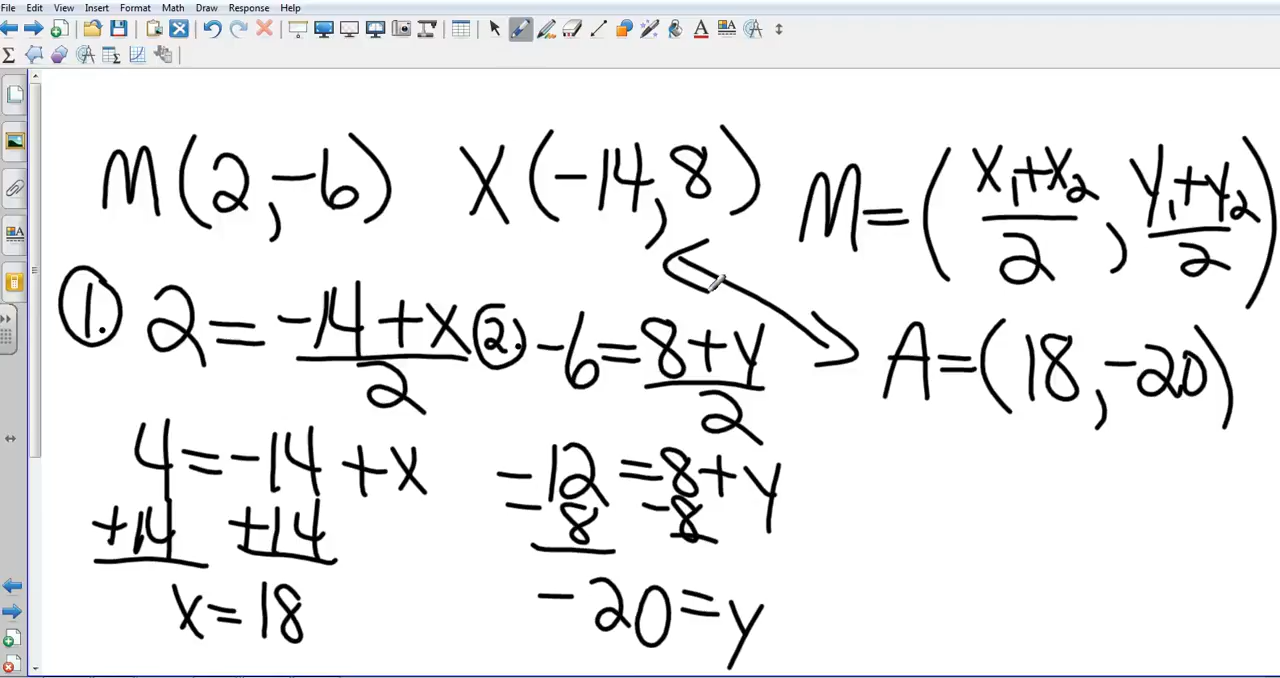 File Edit View Insert Format Math Draw Response Help
M(2,-6) X(-14,8) M=(X₁+X₂/2, Y₁+Y₂/2)
1. 2=-14+X/2
2. -6=8+Y/2
A=(18,-20)
4=-14+X
+14 +14
X=18
-12=8+Y
-8 -8
-20=Y